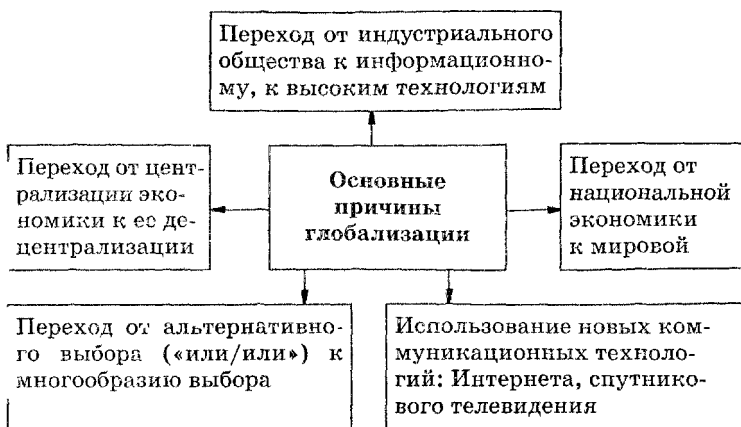 Переход от индустриального
общества к информационно-
му, к высоким технологиям
Переход от цент-
рализации эко-
номики к ее де-
централизации
Основные
причины
глобализации
Переход от
национальной
экономики
к мировой
Переход от альтернативно-
го выбора («или/или») к
многообразию выбора
Использование новых ком-
муникационных техноло-
гий: Интернета, спутнико-
вого телевидения